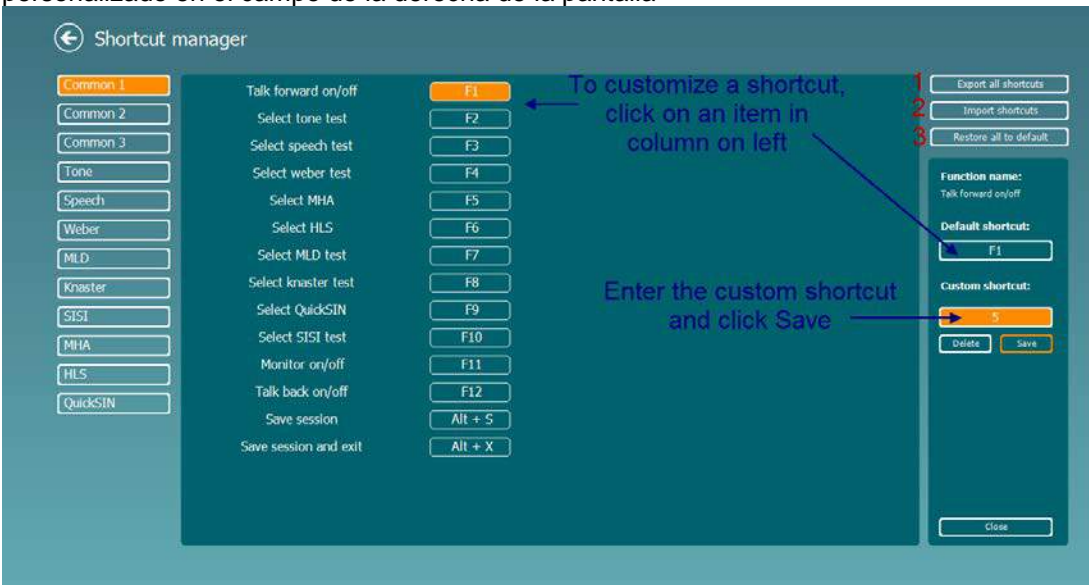 personalizado en el campo de la derecha de la pantalla
Shortcut manager
Common 1
Common 2
Common 3
Tone
Speech
Weber
MLD
Knaster
SISI
MHA
HLS
QuickSIN
Talk forward on/off F1
Select tone test F2
Select speech test F3
Select weber test F4
Select MHA F5
Select HLS F6
Select MLD test F7
Select knaster test F8
Select QuickSIN F9
Select SISI test F10
Monitor on/off F11
Talk back on/off F12
Save session Alt + S
Save session and exit Alt + X
To customize a shortcut,
click on an item in
column on left
Enter the custom shortcut
and click Save
1 Export all shortcuts
2 Import shortcuts
3 Restore all to default
Function name:
Talk forward on/off
Default shortcut:
F1
Custom shortcut:
5
Delete Save
Close